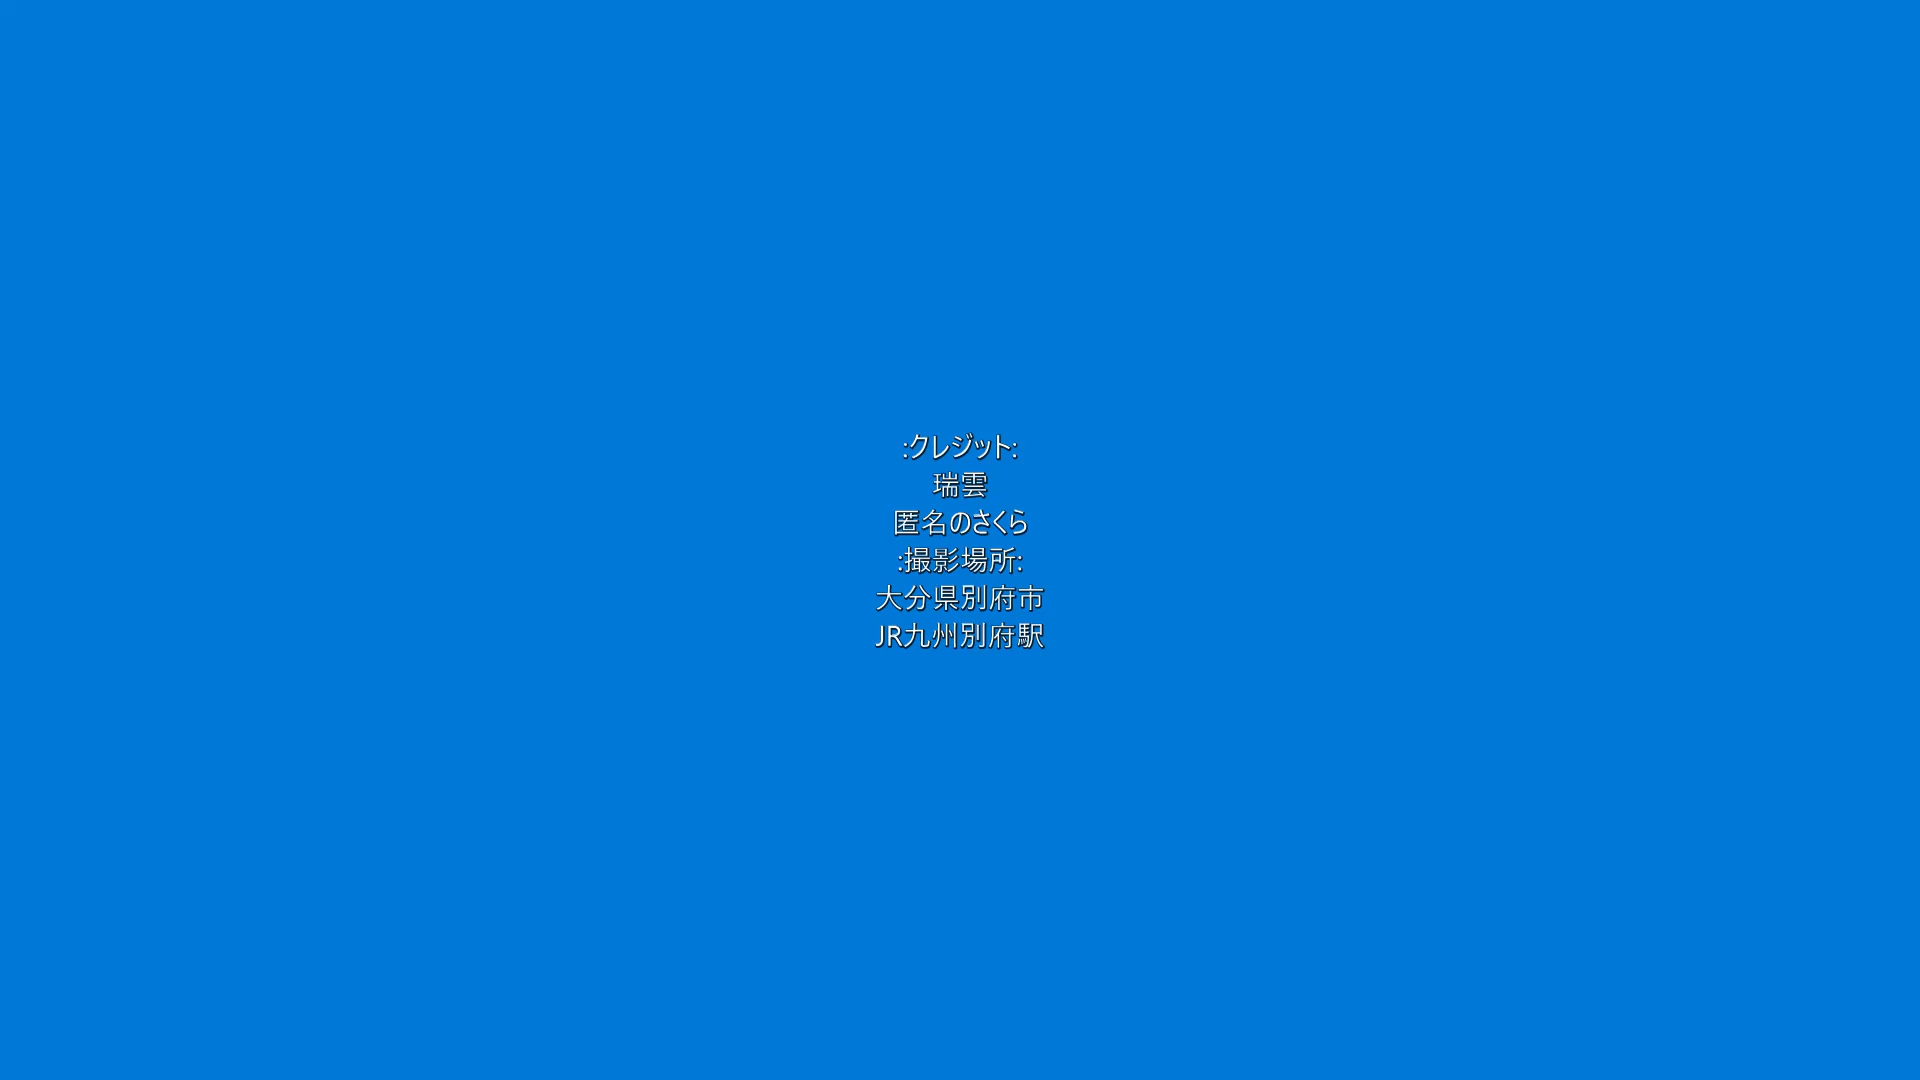 :クレジット:
瑞雲
匿名のさくら
:撮影場所:
大分県別府市
JR九州別府駅